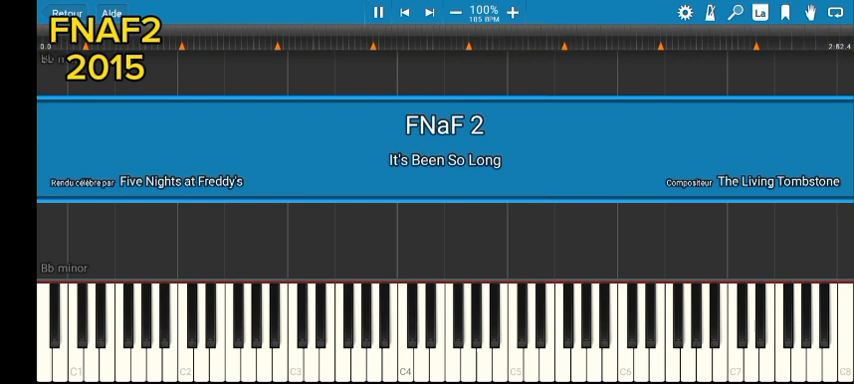 Retour Aide
100%
185 BPM
La
FNAF2
2015
0.0
2:62.4
FNaF 2
It's Been So Long
Rendu célèbre par Five Nights at Freddy's
Compositeur The Living Tombstone
Bb minor
C1 C2 C3 C4 C5 C6 C7 C8